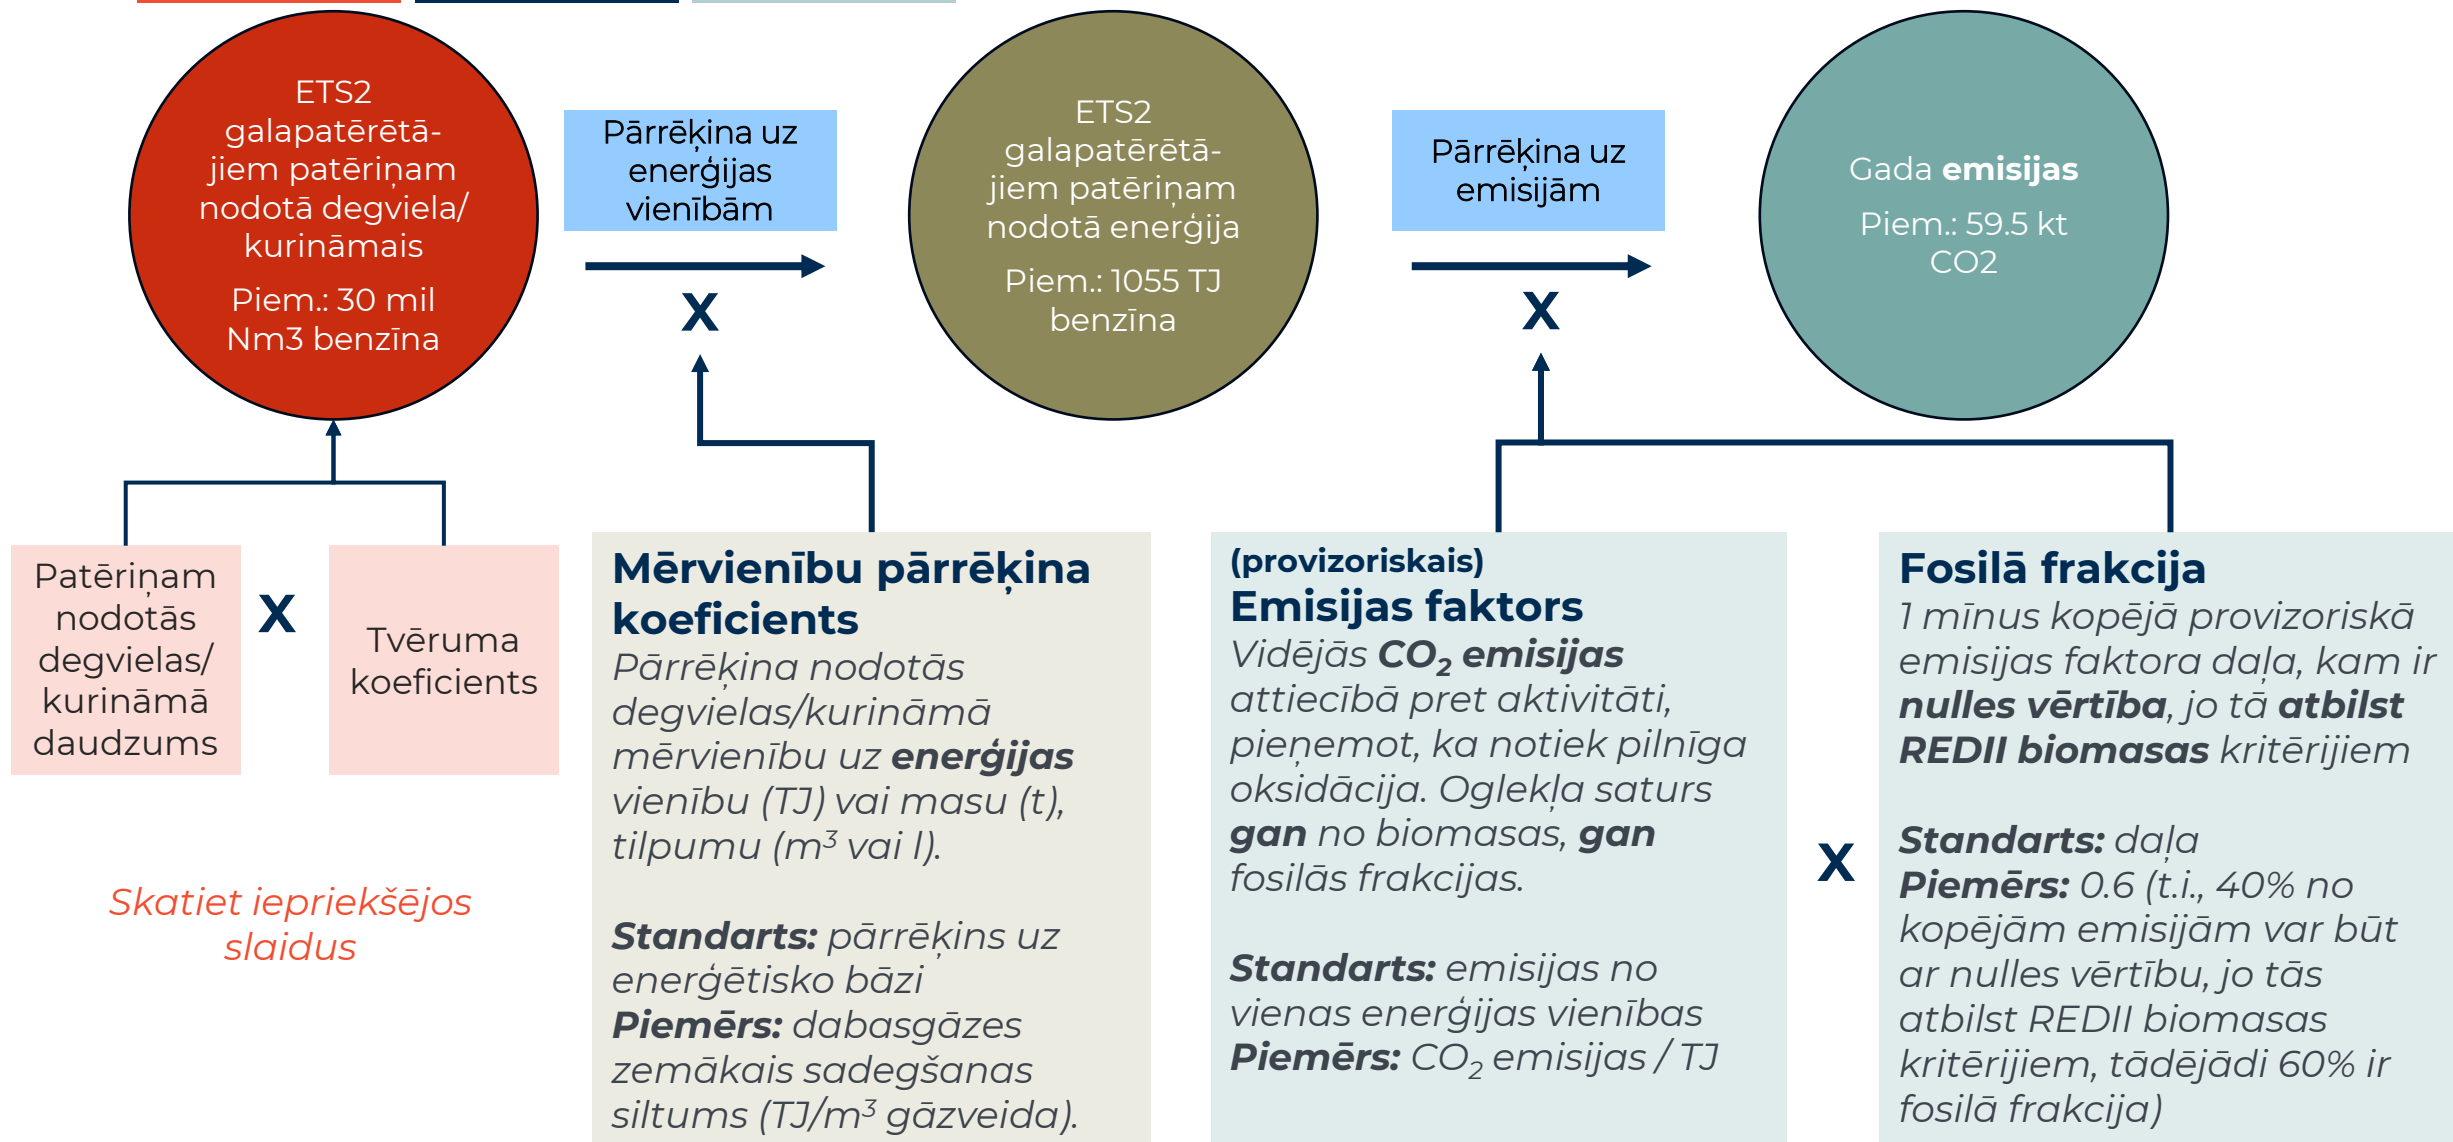 ETS2
galapatērētā-
jiem patēriņam
nodotā degviela/
kurināmais
Piem.: 30 mil
Nm3 benzīna
Pārrēķina uz
enerģijas
vienībām
X
ETS2
galapatērētā-
jiem patēriņam
nodotā enerģija
Piem.: 1055 TJ
benzīna
Pārrēķina uz
emisijām
X
Gada emisijas
Piem.: 59.5 kt
CO2
Patēriņam
nodotās
degvielas/
kurināmā
daudzums
X
Tvēruma
koeficients
Skatiet iepriekšējos
slaidus
Mērvienību pārrēķina
koeficients
Pārrēķina nodotās
degvielas/kurināmā
mērvienību uz enerģijas
vienību (TJ) vai masu (t),
tilpumu (m³ vai l).
Standarts: pārrēķins uz
enerģētisko bāzi
Piemērs: dabasgāzes
zemākais sadegšanas
siltums (TJ/m³ gāzveida).
(provizoriskais)
Emisijas faktors
Vidējās CO₂ emisijas
attiecībā pret aktivitāti,
pieņemot, ka notiek pilnīga
oksidācija. Oglekļa saturs
gan no biomasas, gan
fosilās frakcijas.
Standarts: emisijas no
vienas enerģijas vienības
Piemērs: CO₂ emisijas / TJ
X
Fosilā frakcija
1 mīnus kopējā provizoriskā
emisijas faktora daļa, kam ir
nulles vērtība, jo tā atbilst
REDII biomasas kritērijiem
Standarts: daļa
Piemērs: 0.6 (t.i., 40% no
kopējām emisijām var būt
ar nulles vērtību, jo tās
atbilst REDII biomasas
kritērijiem, tādējādi 60% ir
fosilā frakcija)